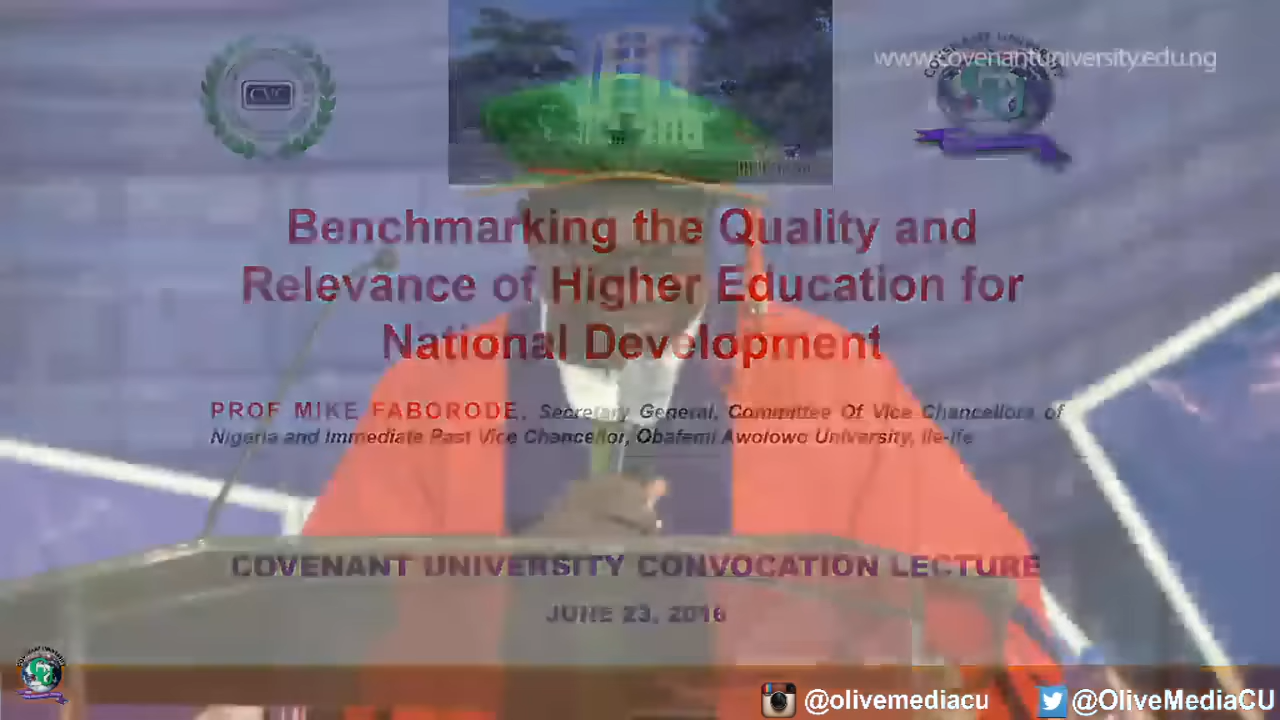 www.covenantuniversity.edu.ng
CVC
Benchmarking the Quality and
Relevance of Higher Education for
National Development
PROF MIKE FABORODE, Secretary General, Committee Of Vice Chancellors of
Nigeria and Immediate Past Vice Chancellor, Obafemi Awolowo University, Ile-Ife
COVENANT UNIVERSITY CONVOCATION LECTURE
JUNE 23, 2016
@olivemediacu @OliveMediaCU